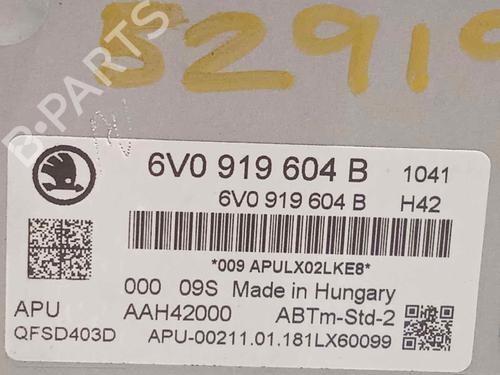 52919
B-PARTS
6V0 919 604 B 1041
6V0 919 604 B H42
*009 APULX02LKE8*
000 09S Made in Hungary
APU AAH42000 ABTm-Std-2
QFSD403D APU-00211.01.181LX60099